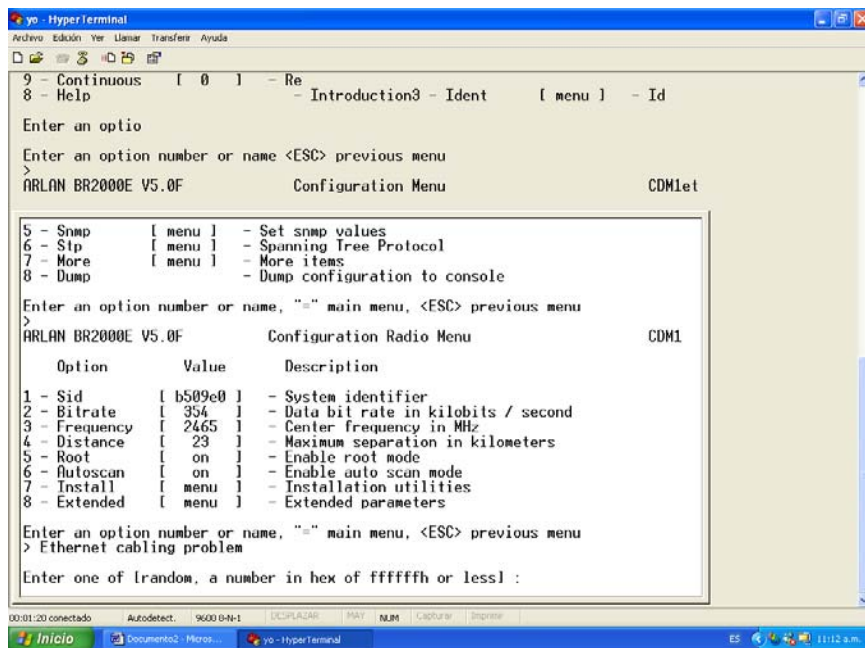 yo - HyperTerminal
Archivo Edición Ver Llamar Transferir Ayuda
9 - Continuous [ 0 ] - Re
8 - Help - Introduction3 - Ident [ menu ] - Id
Enter an optio
Enter an option number or name <ESC> previous menu
>
ARLAN BR2000E V5.0F Configuration Menu CDM1et
5 - Snmp [ menu ] - Set snmp values
6 - Stp [ menu ] - Spanning Tree Protocol
7 - More [ menu ] - More items
8 - Dump - Dump configuration to console
Enter an option number or name, "=" main menu, <ESC> previous menu
>
ARLAN BR2000E V5.0F Configuration Radio Menu CDM1
Option Value Description
1 - Sid [ b509e0 ] - System identifier
2 - Bitrate [ 354 ] - Data bit rate in kilobits / second
3 - Frequency [ 2465 ] - Center frequency in MHz
4 - Distance [ 23 ] - Maximum separation in kilometers
5 - Root [ on ] - Enable root mode
6 - Autoscan [ on ] - Enable auto scan mode
7 - Install [ menu ] - Installation utilities
8 - Extended [ menu ] - Extended parameters
Enter an option number or name, "=" main menu, <ESC> previous menu
> Ethernet cabling problem
Enter one of [random, a number in hex of ffffffh or less] :
00:01:20 conectado Autodetect. 9600 8-N-1 DESPLAZAR MAY NUM Capturar Imprimir
Inicio Documento2 - Micros... yo - HyperTerminal ES 11:12 a.m.